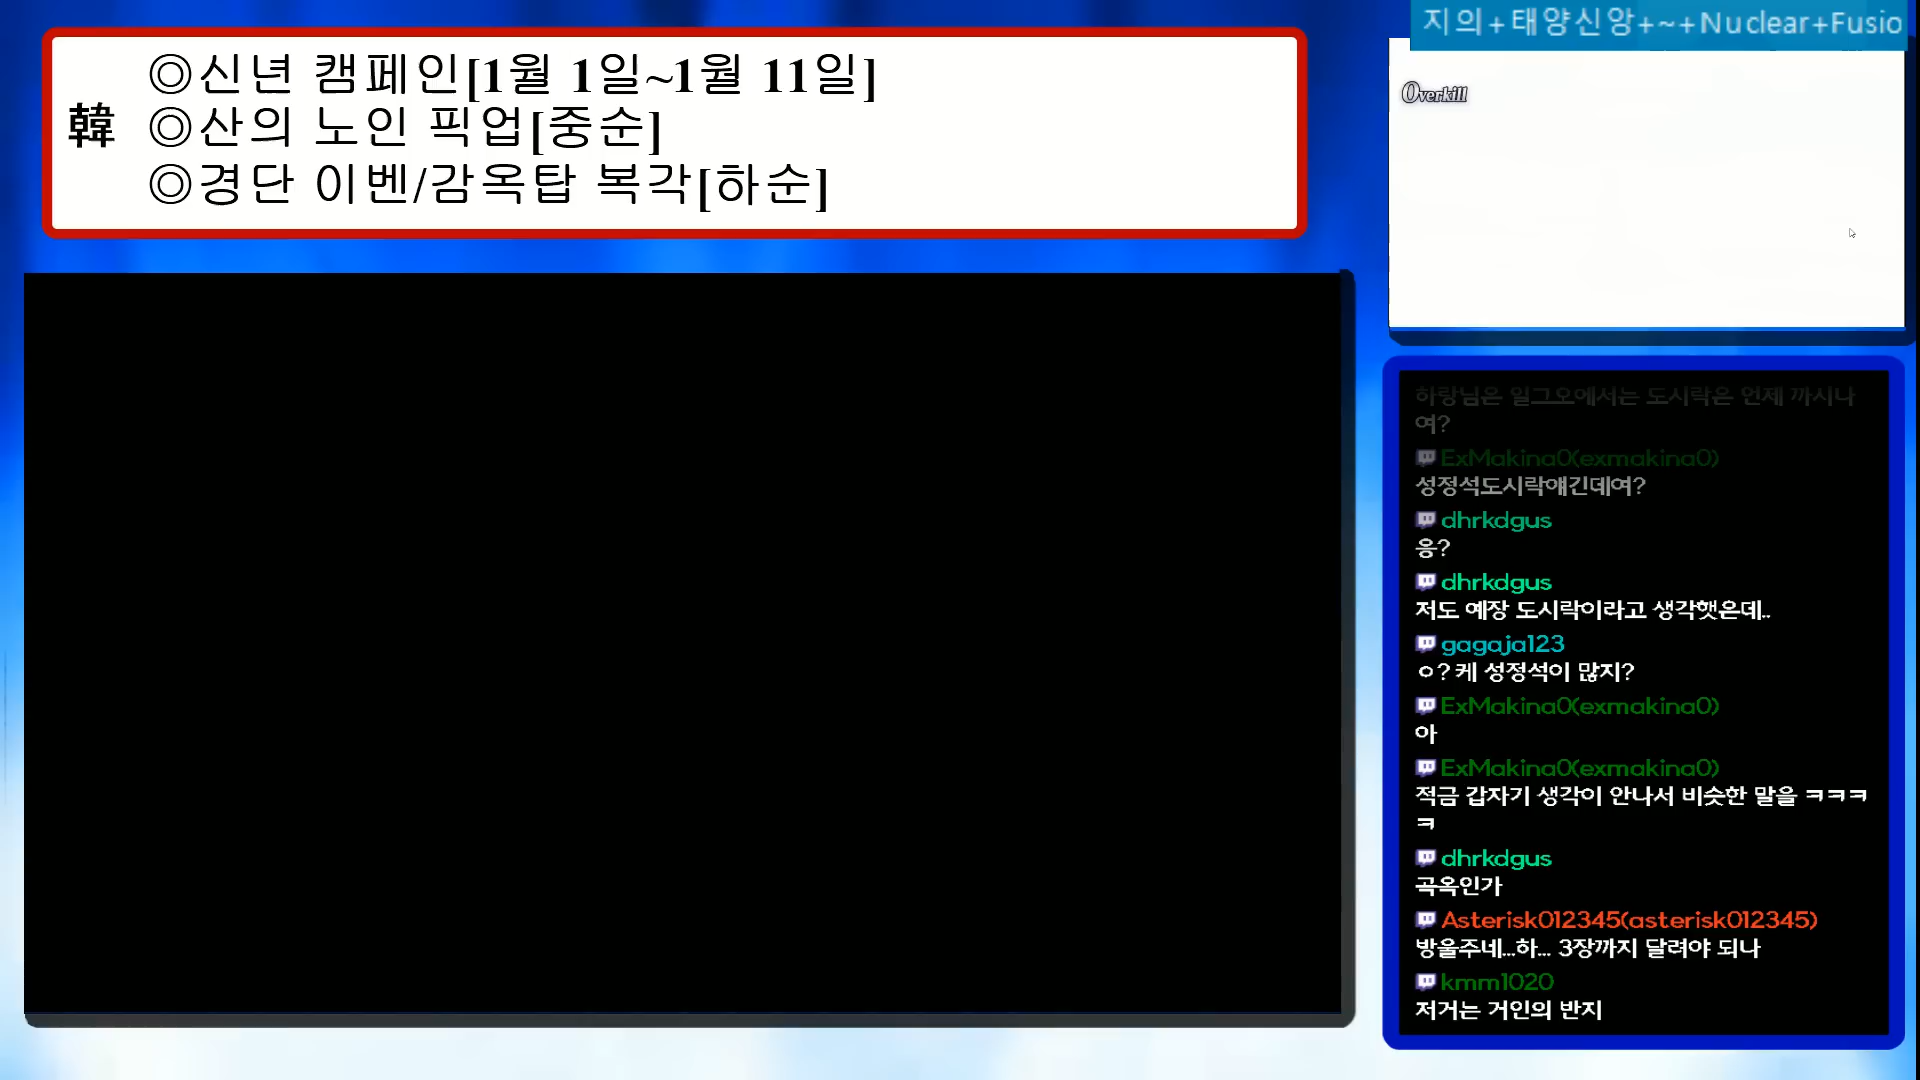 ◎신년 캠페인[1월 1일~1월 11일]
韓 ◎산의 노인 픽업[중순]
◎경단 이벤/감옥탑 복각[하순]
지의+태양신앙+~+Nuclear+Fusio
Overkill
하랑님은 일그오에서는 도시락은 언제 까시나
여?
ExMakina0(exmakina0)
성정석도시락얘긴데여?
dhrkdgus
응?
dhrkdgus
저도 예장 도시락이라고 생각햇은데..
gagaja123
ㅇ? 케 성정석이 많지?
ExMakina0(exmakina0)
아
ExMakina0(exmakina0)
적금 갑자기 생각이 안나서 비슷한 말을 ㅋㅋㅋ
ㅋ
dhrkdgus
곡옥인가
Asterisk012345(asterisk012345)
방울주네...하... 3장까지 달려야 되나
kmm1020
저거는 거인의 반지